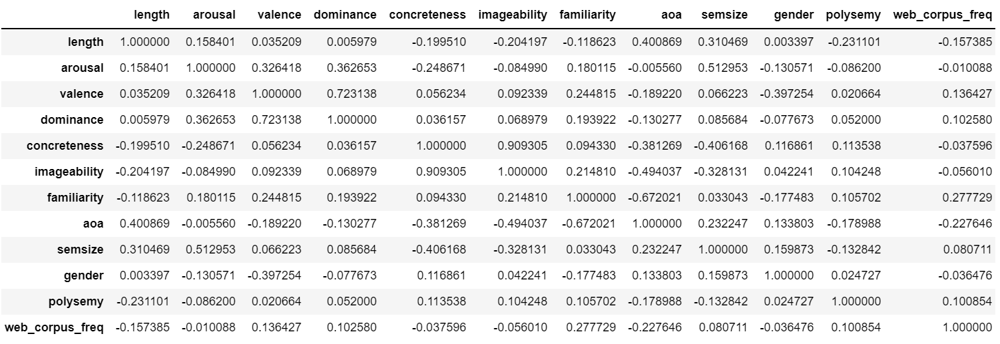 length arousal valence dominance concreteness imageability familiarity aoa semsize gender polysemy web_corpus_freq
length 1.000000 0.158401 0.035209 0.005979 -0.199510 -0.204197 -0.118623 0.400869 0.310469 0.003397 -0.231101 -0.157385
arousal 0.158401 1.000000 0.326418 0.362653 -0.248671 -0.084990 0.180115 -0.005560 0.512953 -0.130571 -0.086200 -0.010088
valence 0.035209 0.326418 1.000000 0.723138 0.056234 0.092339 0.244815 -0.189220 0.066223 -0.397254 0.020664 0.136427
dominance 0.005979 0.362653 0.723138 1.000000 0.036157 0.068979 0.193922 -0.130277 0.085684 -0.077673 0.052000 0.102580
concreteness -0.199510 -0.248671 0.056234 0.036157 1.000000 0.909305 0.094330 -0.381269 -0.406168 0.116861 0.113538 -0.037596
imageability -0.204197 -0.084990 0.092339 0.068979 0.909305 1.000000 0.214810 -0.494037 -0.328131 0.042241 0.104248 -0.056010
familiarity -0.118623 0.180115 0.244815 0.193922 0.094330 0.214810 1.000000 -0.672021 0.033043 -0.177483 0.105702 0.277729
aoa 0.400869 -0.005560 -0.189220 -0.130277 -0.381269 -0.494037 -0.672021 1.000000 0.232247 0.133803 -0.178988 -0.227646
semsize 0.310469 0.512953 0.066223 0.085684 -0.406168 -0.328131 0.033043 0.232247 1.000000 0.159873 -0.132842 0.080711
gender 0.003397 -0.130571 -0.397254 -0.077673 0.116861 0.042241 -0.177483 0.133803 0.159873 1.000000 0.024727 -0.036476
polysemy -0.231101 -0.086200 0.020664 0.052000 0.113538 0.104248 0.105702 -0.178988 -0.132842 0.024727 1.000000 0.100854
web_corpus_freq -0.157385 -0.010088 0.136427 0.102580 -0.037596 -0.056010 0.277729 -0.227646 0.080711 -0.036476 0.100854 1.000000